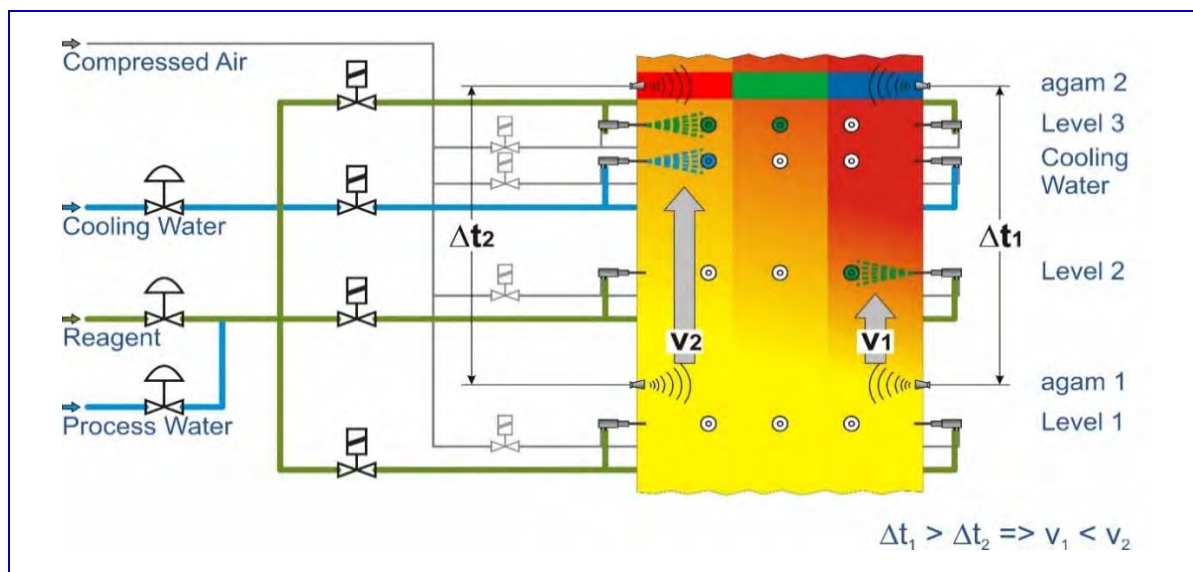 Compressed Air
agam 2
Level 3
Cooling
Water
Cooling Water
Δt2
Δt1
Level 2
Reagent
v2
v1
agam 1
Process Water
Level 1
Δt₁ > Δt₂ => v₁ < v₂